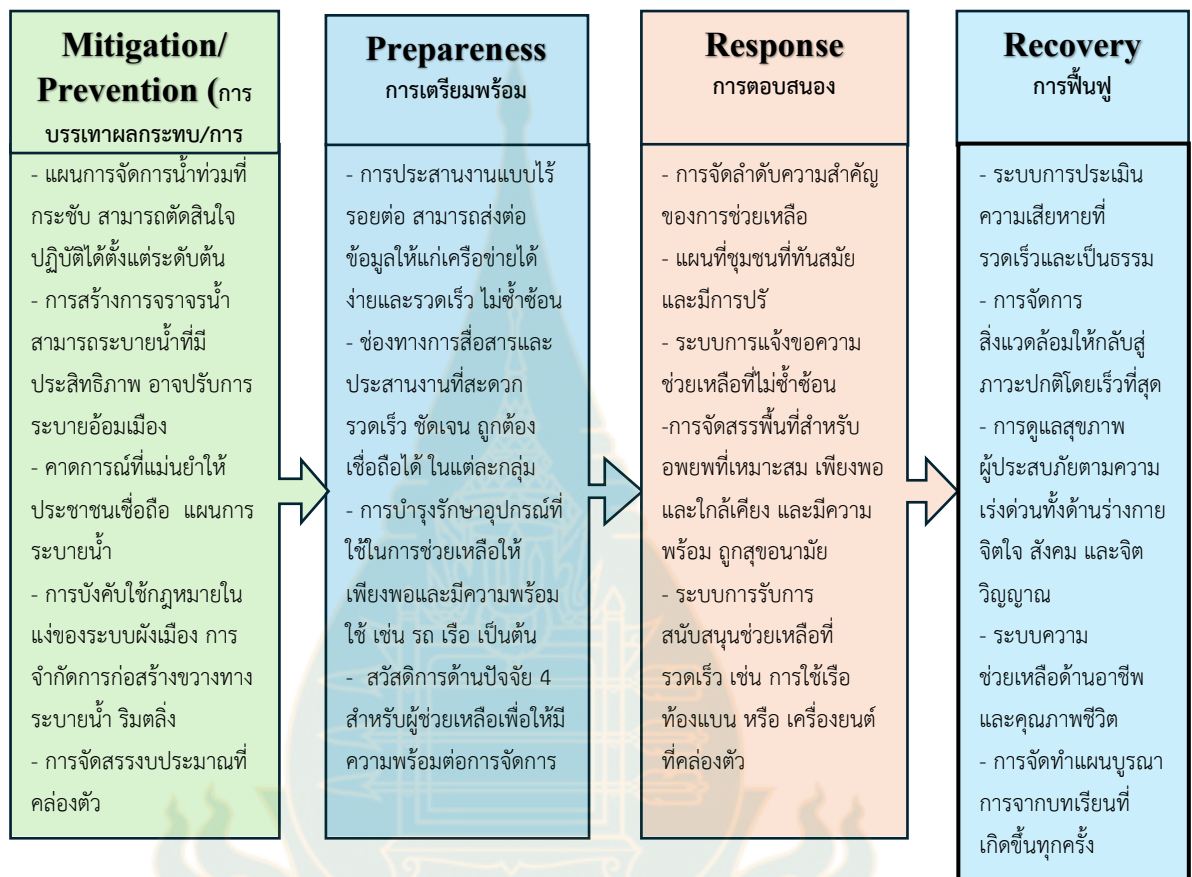 Mitigation/
Prevention (การ
บรรเทาผลกระทบ/การ
- แผนการจัดการน้ำท่วมที่
กระชับ สามารถตัดสินใจ
ปฏิบัติได้ตั้งแต่ระดับต้น
- การสร้างการจราจรน้ำ
สามารถระบายน้ำที่มี
ประสิทธิภาพ อาจปรับการ
ระบายอ้อมเมือง
- คาดการณ์ที่แม่นยำให้
ประชาชนเชื่อถือ แผนการ
ระบายน้ำ
- การบังคับใช้กฎหมายใน
แง่ของระบบผังเมือง การ
จำกัดการก่อสร้างขวางทาง
ระบายน้ำ ริมตลิ่ง
- การจัดสรรงบประมาณที่
คล่องตัว
Prepareness
การเตรียมพร้อม
- การประสานงานแบบไร้
รอยต่อ สามารถส่งต่อ
ข้อมูลให้แก่เครือข่ายได้
ง่ายและรวดเร็ว ไม่ซ้ำซ้อน
- ช่องทางการสื่อสารและ
ประสานงานที่สะดวก
รวดเร็ว ชัดเจน ถูกต้อง
เชื่อถือได้ ในแต่ละกลุ่ม
- การบำรุงรักษาอุปกรณ์ที่
ใช้ในการช่วยเหลือให้
เพียงพอและมีความพร้อม
ใช้ เช่น รถ เรือ เป็นต้น
- สวัสดิการด้านปัจจัย 4
สำหรับผู้ช่วยเหลือเพื่อให้มี
ความพร้อมต่อการจัดการ
Response
การตอบสนอง
- การจัดลำดับความสำคัญ
ของการช่วยเหลือ
- แผนที่ชุมชนที่ทันสมัย
และมีการปรั
- ระบบการแจ้งขอความ
ช่วยเหลือที่ไม่ซ้ำซ้อน
-การจัดสรรพื้นที่สำหรับ
อพยพที่เหมาะสม เพียงพอ
และใกล้เคียง และมีความ
พร้อม ถูกสุขอนามัย
- ระบบการรับการ
สนับสนุนช่วยเหลือที่
รวดเร็ว เช่น การใช้เรือ
ท้องแบน หรือ เครื่องยนต์
ที่คล่องตัว
Recovery
การฟื้นฟู
- ระบบการประเมิน
ความเสียหายที่
รวดเร็วและเป็นธรรม
- การจัดการ
สิ่งแวดล้อมให้กลับสู่
ภาวะปกติโดยเร็วที่สุด
- การดูแลสุขภาพ
ผู้ประสบภัยตามความ
เร่งด่วนทั้งด้านร่างกาย
จิตใจ สังคม และจิต
วิญญาณ
- ระบบความ
ช่วยเหลือด้านอาชีพ
และคุณภาพชีวิต
- การจัดทำแผนบูรณา
การจากบทเรียนที่
เกิดขึ้นทุกครั้ง